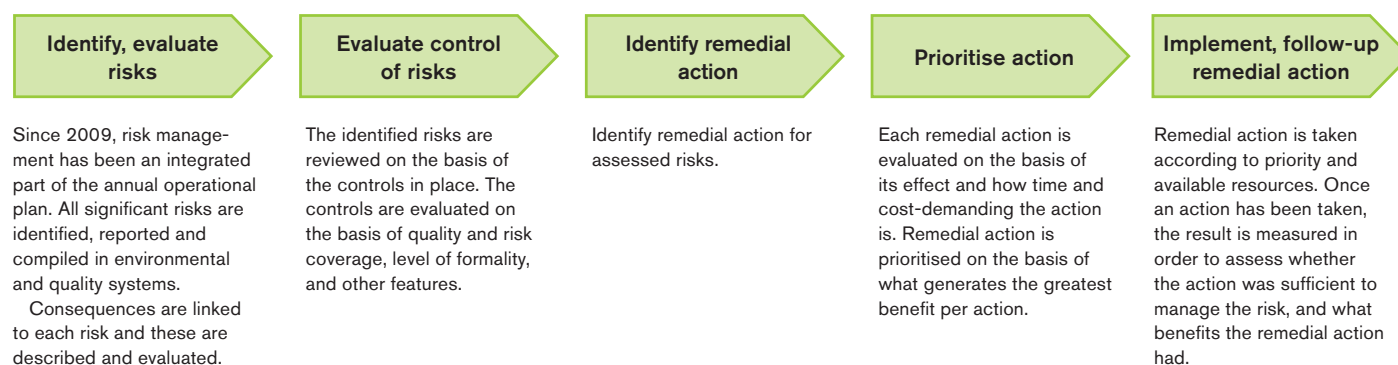 Identify, evaluate
risks
Since 2009, risk manage-
ment has been an integrated
part of the annual operational
plan. All significant risks are
identified, reported and
compiled in environmental
and quality systems.
Consequences are linked
to each risk and these are
described and evaluated.
Evaluate control
of risks
The identified risks are
reviewed on the basis of
the controls in place. The
controls are evaluated on
the basis of quality and risk
coverage, level of formality,
and other features.
Identify remedial
action
Identify remedial action for
assessed risks.
Prioritise action
Each remedial action is
evaluated on the basis of
its effect and how time and
cost-demanding the action
is. Remedial action is
prioritised on the basis of
what generates the greatest
benefit per action.
Implement, follow-up
remedial action
Remedial action is taken
according to priority and
available resources. Once
an action has been taken,
the result is measured in
order to assess whether
the action was sufficient to
manage the risk, and what
benefits the remedial action
had.